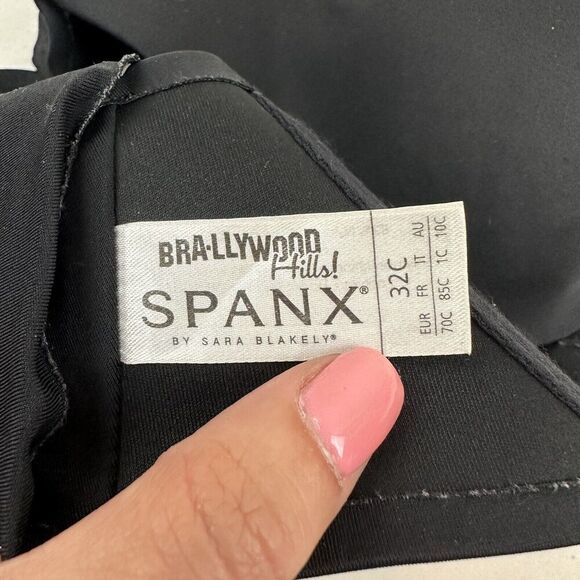 BRA-LLYWOOD
Hills!
SPANX®
BY SARA BLAKELY®
32C
EUR FR IT AU
70C 85C 1C 10C